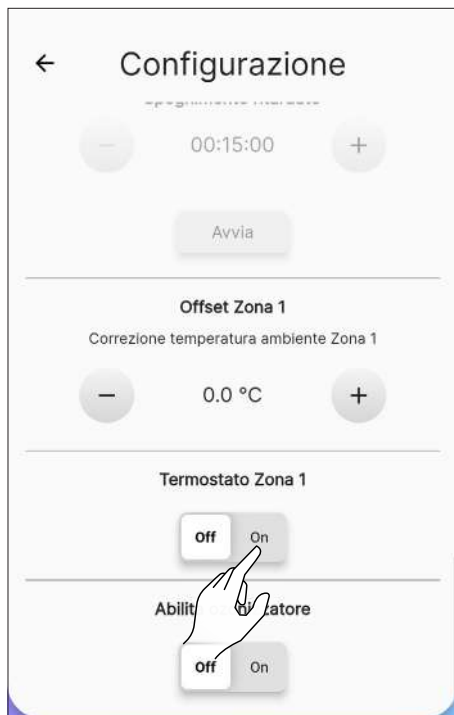 ← Configurazione
− 00:15:00 +
Avvia
Offset Zona 1
Correzione temperatura ambiente Zona 1
− 0.0 °C +
Termostato Zona 1
Off On
Off On